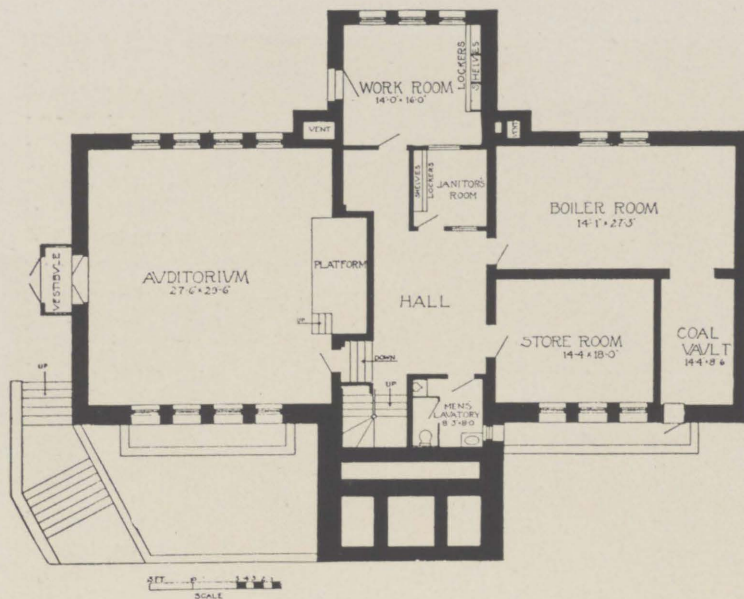 LOCKERS
SHELVES
WORK ROOM
14'-0" × 16'-0"
VENT
SHELVES
LOCKERS
JANITOR'S
ROOM
BOILER ROOM
14'-1" × 27'-3"
VESTIBULE
AUDITORIUM
27'-6" × 29'-6"
PLATFORM
UP
HALL
DOWN
STORE ROOM
14-4 × 18-0"
COAL
VAULT
14-4" × 8-6
UP
UP
MEN'S
LAVATORY
8-3" × 8-0
SCALE